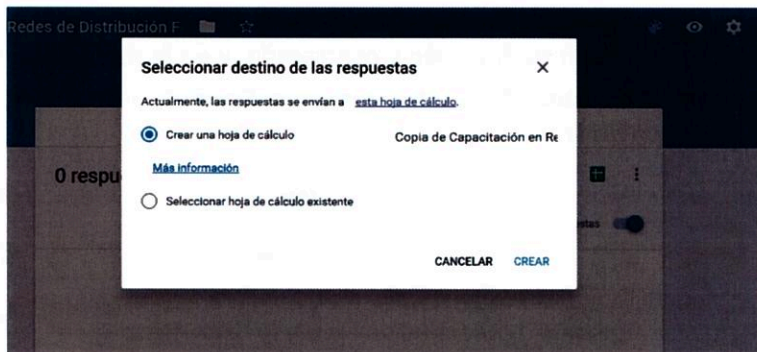 Redes de Distribución F
Seleccionar destino de las respuestas
Actualmente, las respuestas se envían a esta hoja de cálculo.
Crear una hoja de cálculo
Copia de Capacitación en Re
Más información
0 respu
Seleccionar hoja de cálculo existente
estas
CANCELAR
CREAR